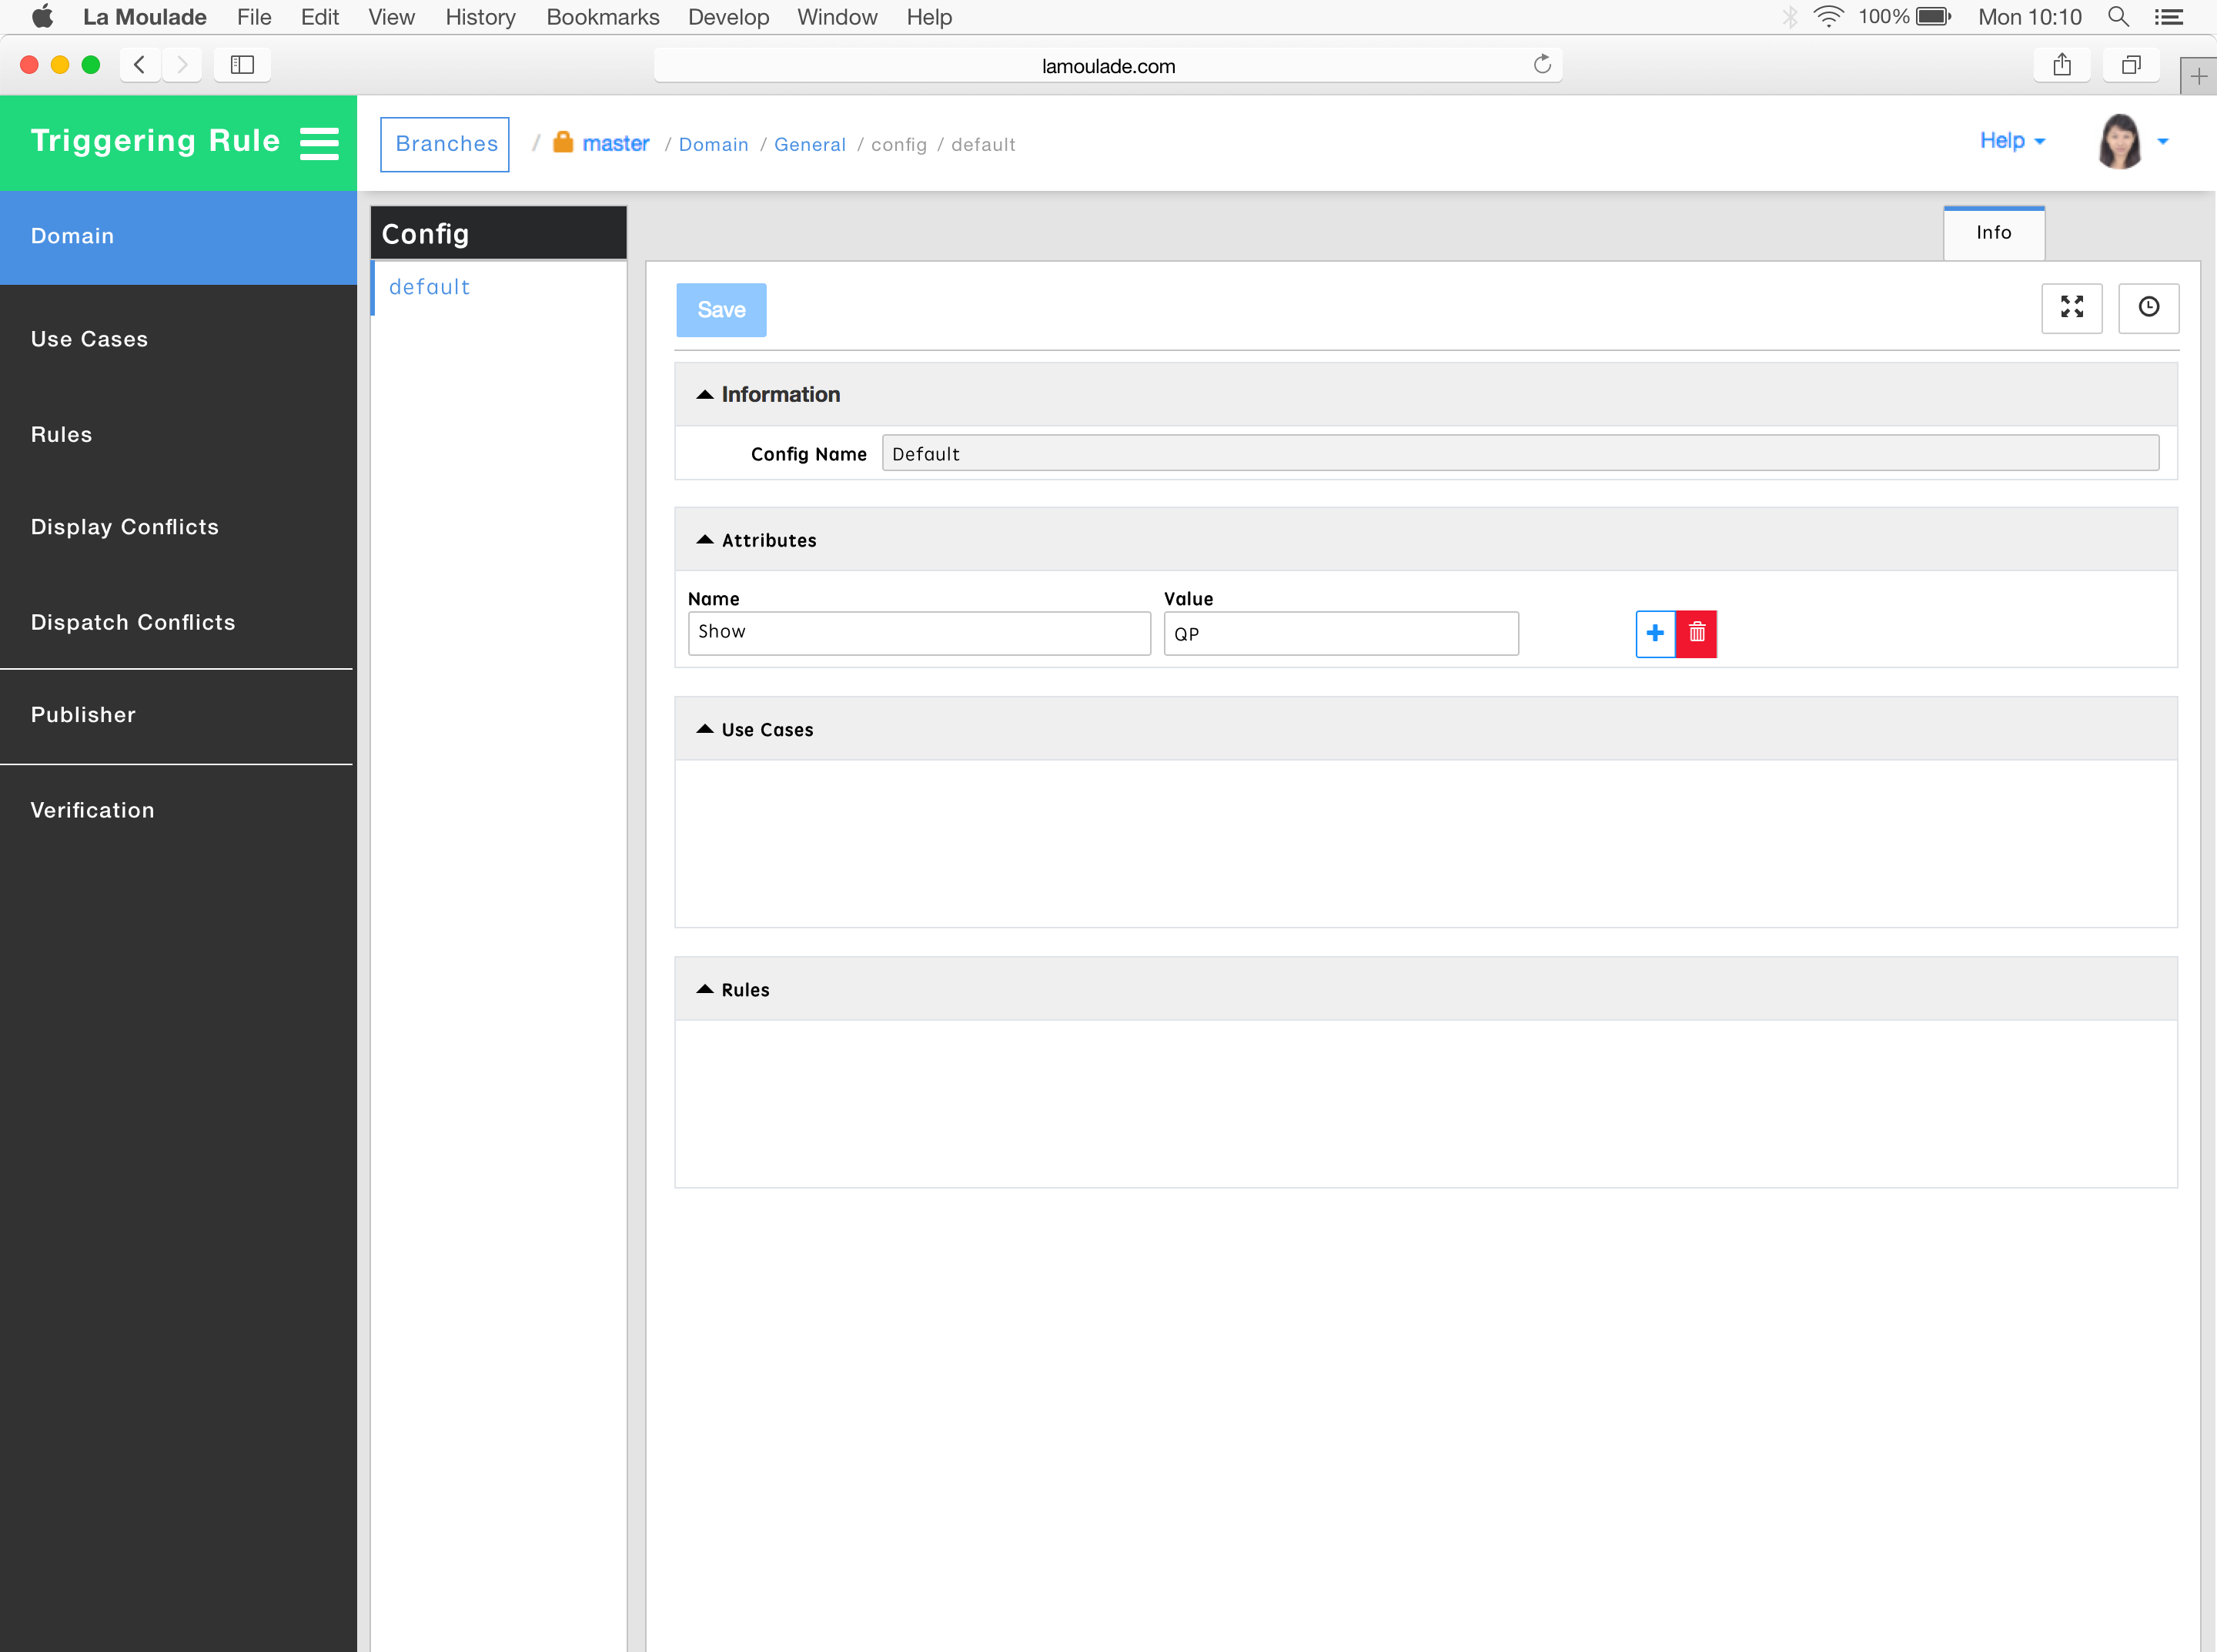 La Moulade File Edit View History Bookmarks Develop Window Help 100% Mon 10:10
lamoulade.com
Triggering Rule
Branches / master / Domain / General / config / default
Help
Domain
Use Cases
Rules
Display Conflicts
Dispatch Conflicts
Publisher
Verification
Config
default
Info
Save
Information
Config Name Default
Attributes
Name Value
Show QP
Use Cases
Rules